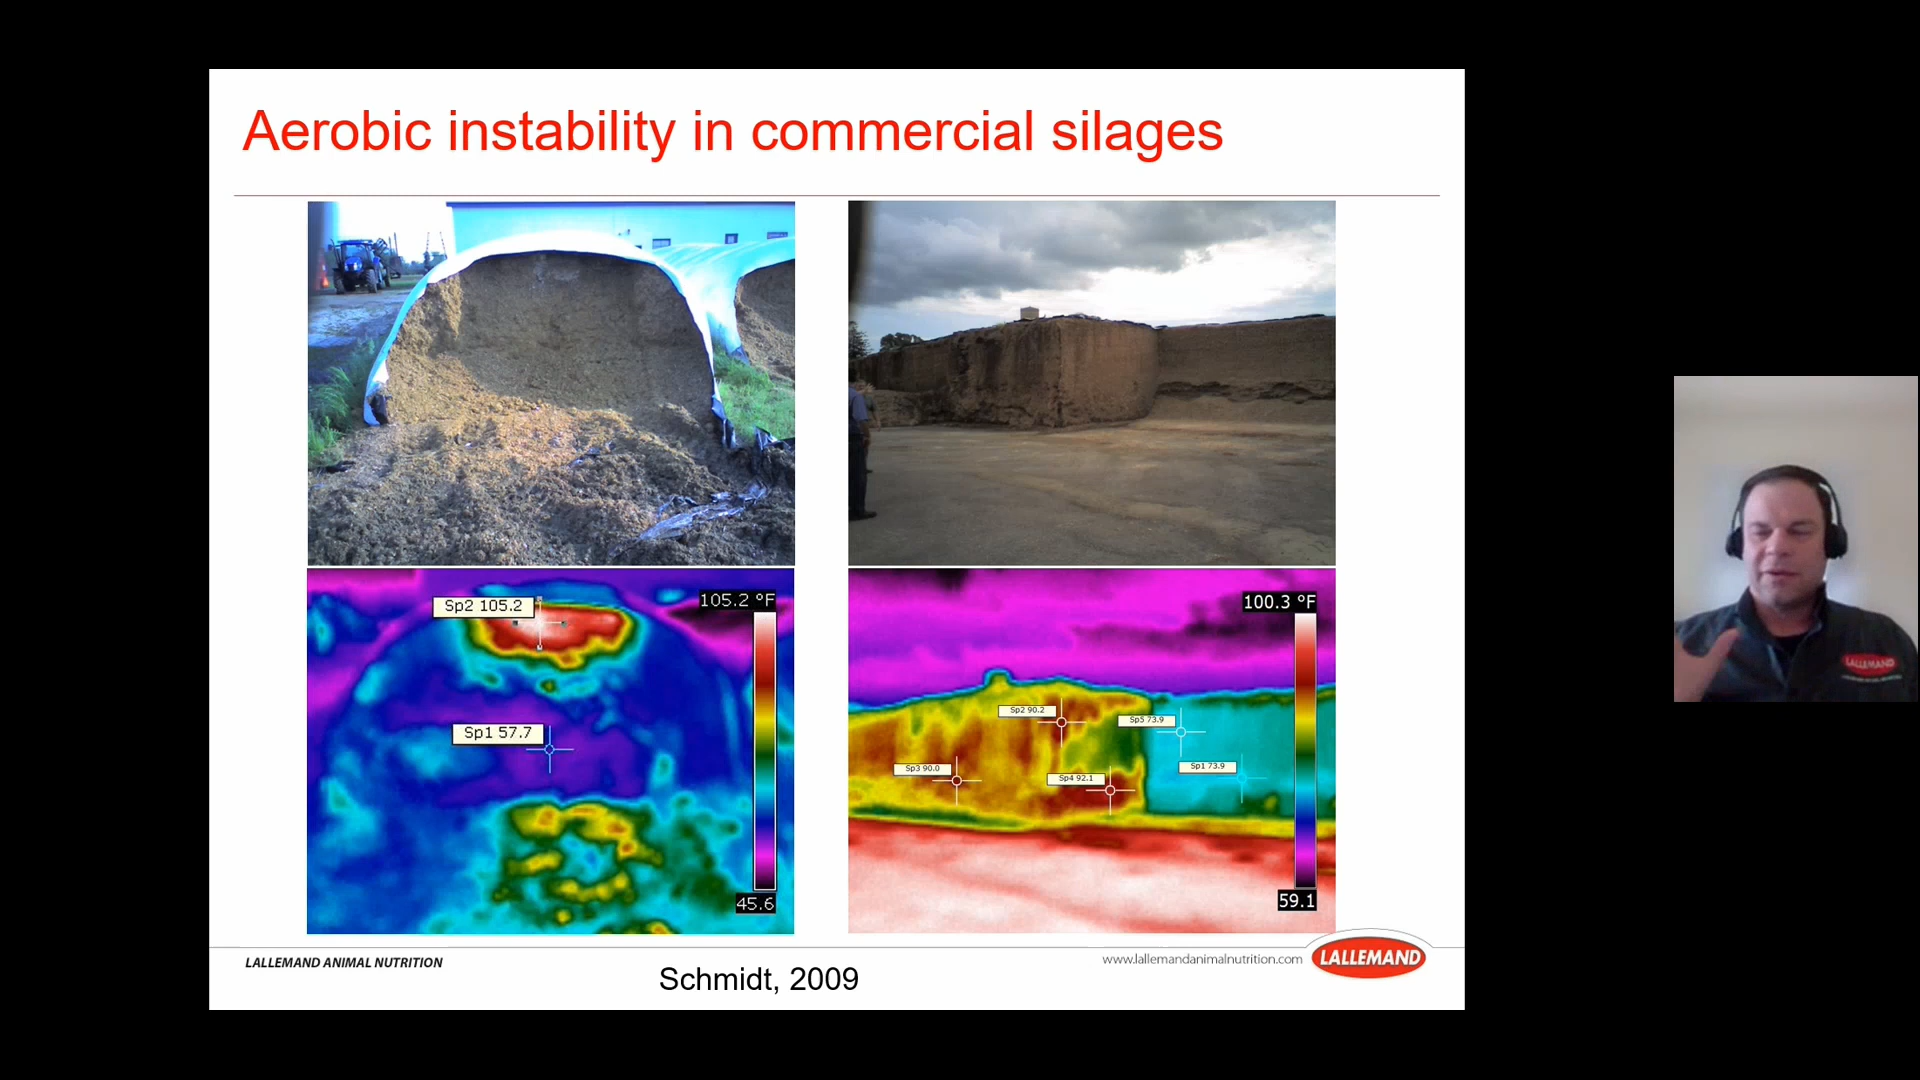 Aerobic instability in commercial silages
Sp2 105.2
105.2 °F
Sp1 57.7
45.6
100.3 °F
Sp2 90.2
Sp5 73.9
Sp3 90.0
Sp4 92.1
Sp1 73.9
59.1
LALLEMAND ANIMAL NUTRITION
Schmidt, 2009
www.lallemandanimalnutrition.com
LALLEMAND
LALLEMAND